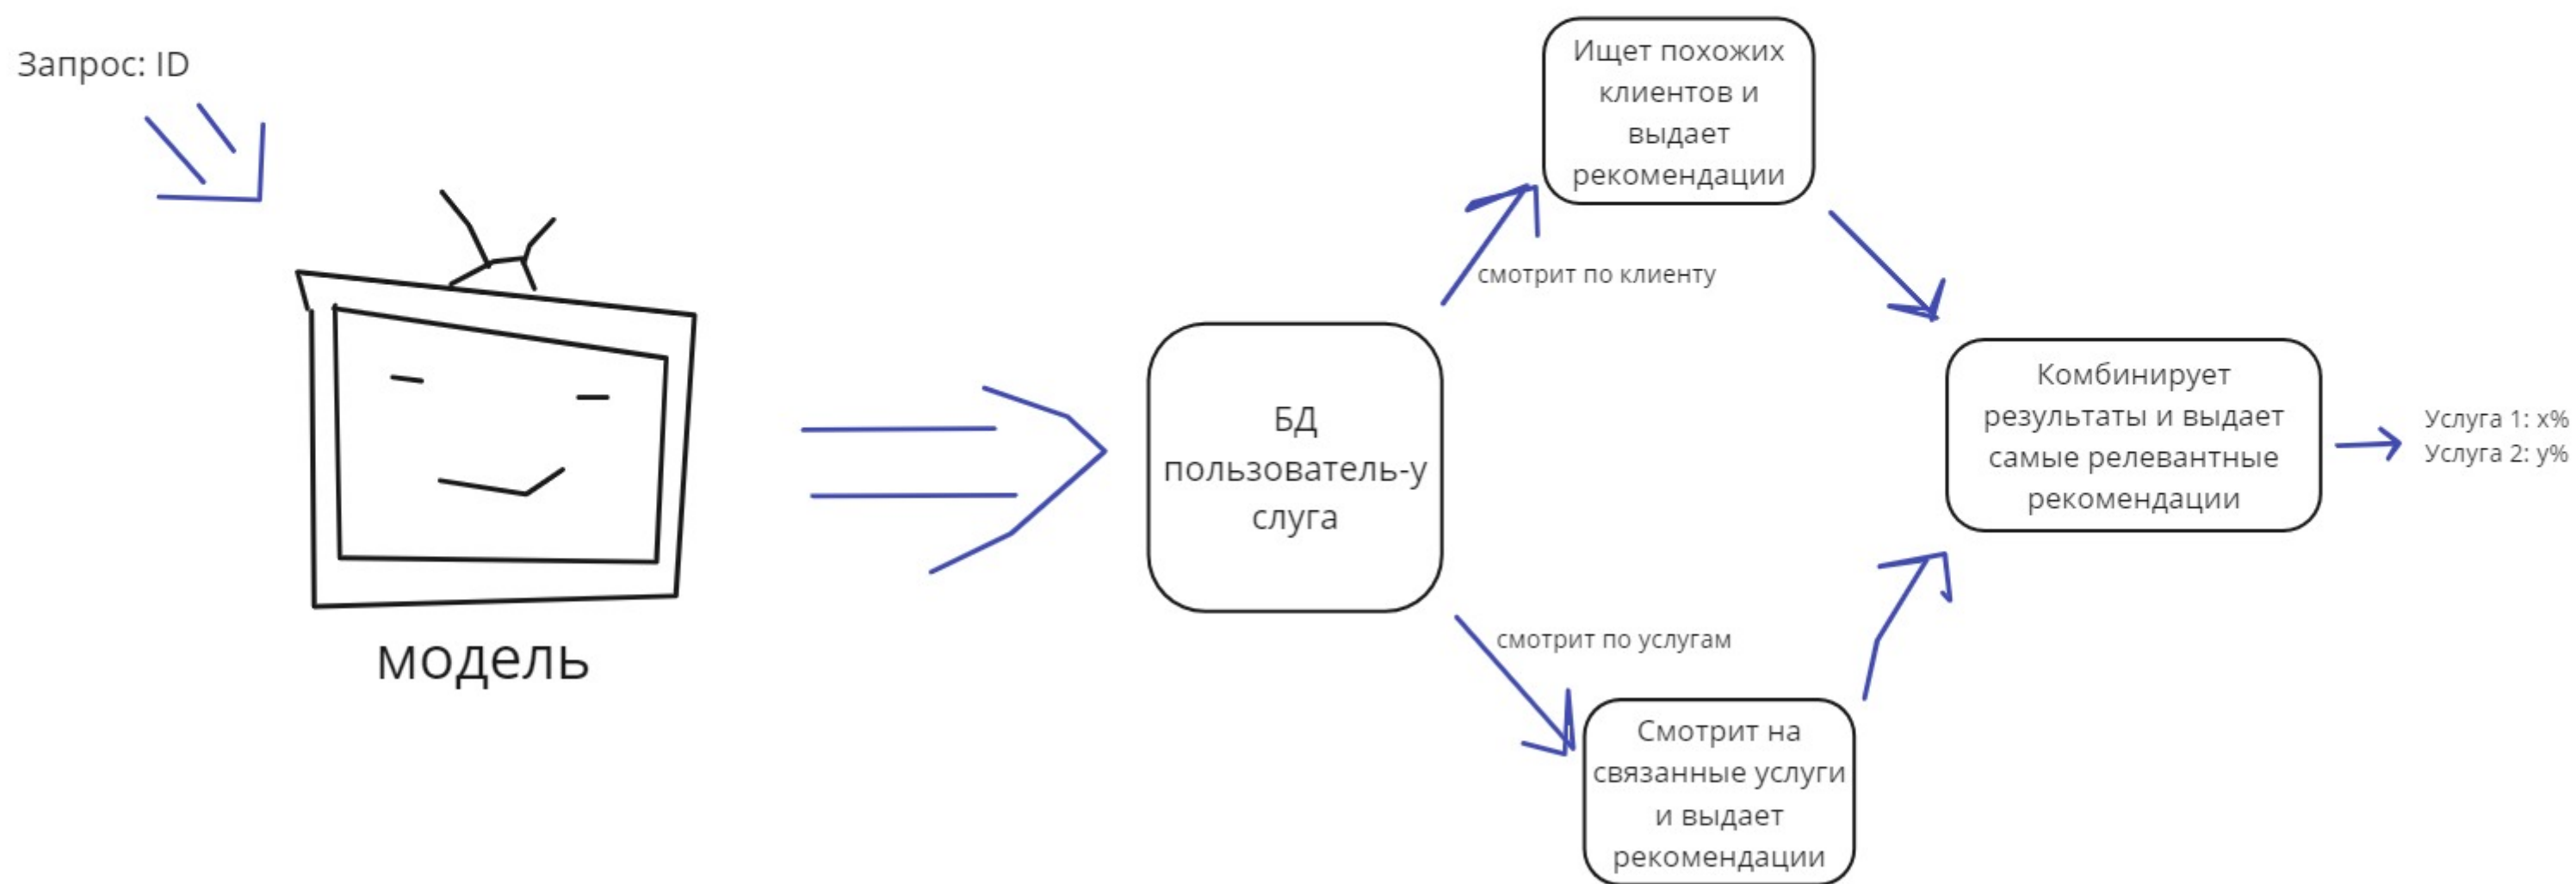 Запрос: ID
модель
БД
пользователь-у
слуга
смотрит по клиенту
Ищет похожих
клиентов и
выдает
рекомендации
смотрит по услугам
Смотрит на
связанные услуги
и выдает
рекомендации
Комбинирует
результаты и выдает
самые релевантные
рекомендации
Услуга 1: x%
Услуга 2: y%